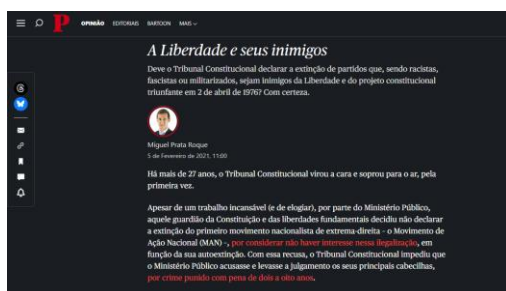 P OPINIÃO EDITORIAIS BARTOON MAIS
A Liberdade e seus inimigos
Deve o Tribunal Constitucional declarar a extinção de partidos que, sendo racistas,
fascistas ou militarizados, sejam inimigos da Liberdade e do projeto constitucional
triunfante em 2 de abril de 1976? Com certeza.
Miguel Prata Roque
5 de Fevereiro de 2021, 11:00
Há mais de 27 anos, o Tribunal Constitucional virou a cara e soprou para o ar, pela
primeira vez.
Apesar de um trabalho incansável (e de elogiar), por parte do Ministério Público,
aquele guardião da Constituição e das liberdades fundamentais decidiu não declarar
a extinção do primeiro movimento nacionalista de extrema-direita - o Movimento de
Ação Nacional (MAN) -, por considerar não haver interesse nessa ilegalização, em
função da sua autoextinção. Com essa recusa, o Tribunal Constitucional impediu que
o Ministério Público acusasse e levasse a julgamento os seus principais cabecilhas,
por crime punido com pena de dois a oito anos.